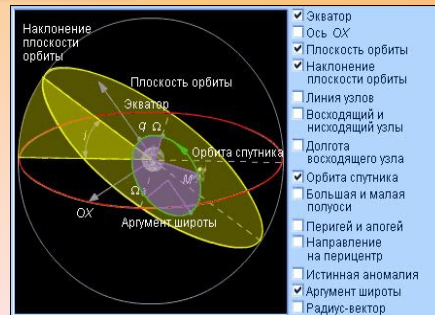 Наклонение
плоскости
орбиты
Плоскость орбиты
Экватор
q
Ω
i
Орбита спутника
M
Ω
OX
Аргумент широты
Экватор
Ось OX
Плоскость орбиты
Наклонение
плоскости орбиты
Линия узлов
Восходящий и
нисходящий узлы
Долгота
восходящего узла
Орбита спутника
Большая и малая
полуоси
Перигей и апогей
Направление
на перицентр
Истинная аномалия
Аргумент широты
Радиус-вектор